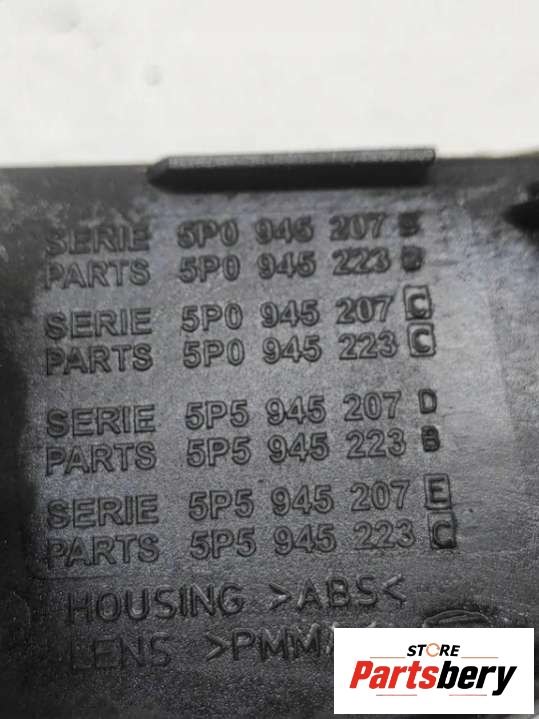 SERIE 5P0 945 207
PARTS 5P0 945 223
SERIE 5P0 945 207 C
PARTS 5P0 945 223 C
SERIE 5P5 945 207 D
PARTS 5P5 945 223 B
SERIE 5P5 945 207 E
PARTS 5P5 945 223 C
HOUSING >ABS<
LENS
STORE
Partsbery